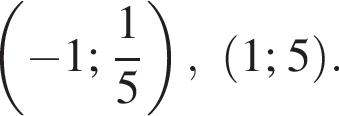 (−1; 1/5), (1; 5).